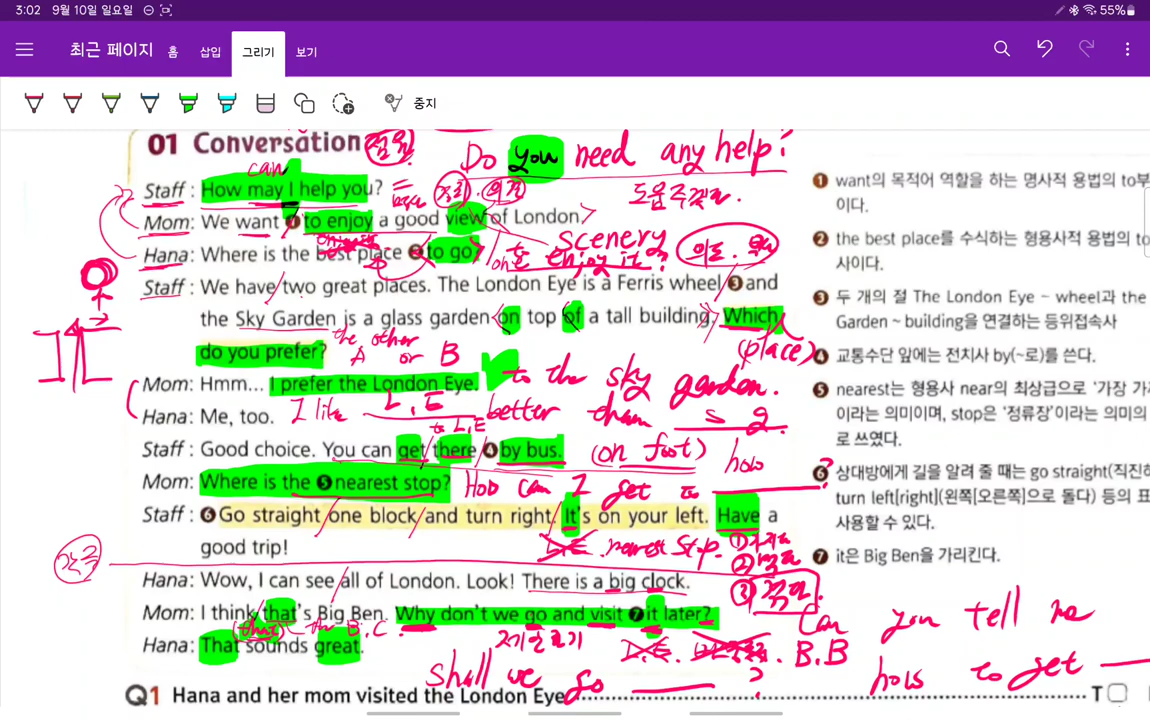 3:02 9월 10일 일요일 55%
최근 페이지 홈 삽입 그리기 보기
중지
01 Conversation 점원
Do you need any help?
can
Staff : How may I help you?
도움주겠다.
Mom: We want ❶ to enjoy a good view of London.
scenery
Hana: Where is the best place ❷ to go?
to enjoy it?
Staff : We have two great places. The London Eye is a Ferris wheel ❸ and
the Sky Garden is a glass garden on top of a tall building. Which
(place)
do you prefer?
the other
A or B
Mom: Hmm... I prefer the London Eye. to the sky garden.
Hana: Me, too. I like L.E better than s g.
to L.E
Staff : Good choice. You can get there ❹ by bus. (on foot)
how
Mom: Where is the ❺ nearest stop? How can I get to ?
Staff : ❻ Go straight one block and turn right. It's on your left. Have a
good trip!
nearest stop.
①
②
③
Hana: Wow, I can see all of London. Look! There is a big clock.
Mom: I think that's Big Ben. Why don't we go and visit ❼ it later?
(that) the B.C
Hana: That sounds great.
B.B
shall we go ?
Can you tell me
how to get
Q1 Hana and her mom visited the London Eye. T
❶ want의 목적어 역할을 하는 명사적 용법의 to부
이다.
❷ the best place를 수식하는 형용사적 용법의 to
사이다.
❸ 두 개의 절 The London Eye ~ wheel과 the
Garden ~ building을 연결하는 등위접속사
❹ 교통수단 앞에는 전치사 by(~로)를 쓴다.
❺ nearest는 형용사 near의 최상급으로 '가장 가
이라는 의미이며, stop은 '정류장'이라는 의미의
로 쓰였다.
❻ 상대방에게 길을 알려 줄 때는 go straight(직진하
turn left[right](왼쪽[오른쪽]으로 돌다) 등의 표
사용할 수 있다.
❼ it은 Big Ben을 가리킨다.